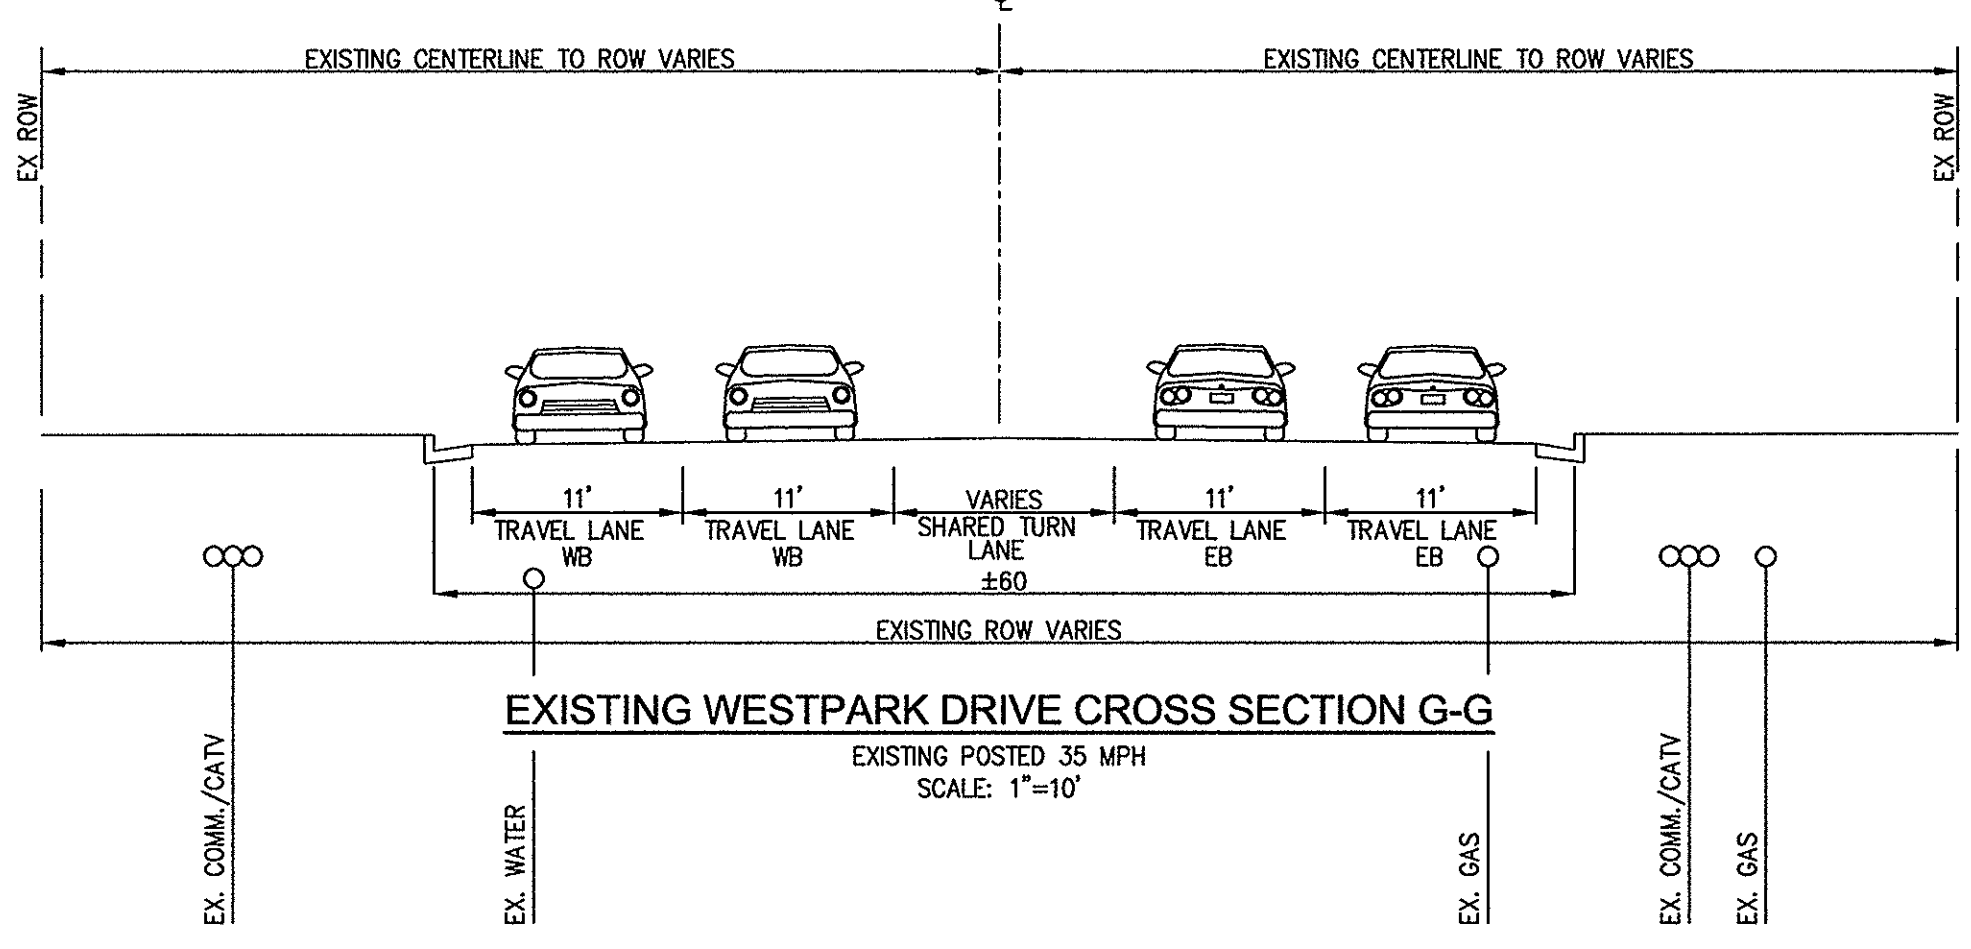 ℄
EXISTING CENTERLINE TO ROW VARIES
EXISTING CENTERLINE TO ROW VARIES
EX ROW
EX ROW
11'
TRAVEL LANE
WB
11'
TRAVEL LANE
WB
VARIES
SHARED TURN
LANE
11'
TRAVEL LANE
EB
11'
TRAVEL LANE
EB
±60
EXISTING ROW VARIES
EXISTING WESTPARK DRIVE CROSS SECTION G-G
EXISTING POSTED 35 MPH
SCALE: 1"=10'
EX. COMM./CATV
EX. WATER
EX. GAS
EX. COMM./CATV
EX. GAS